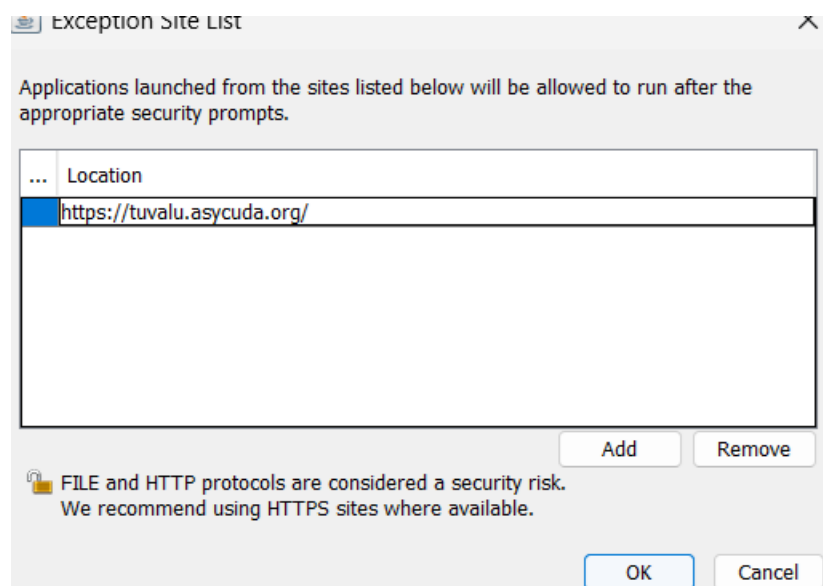 Exception Site List
Applications launched from the sites listed below will be allowed to run after the
appropriate security prompts.
... Location
https://tuvalu.asycuda.org/
Add Remove
FILE and HTTP protocols are considered a security risk.
We recommend using HTTPS sites where available.
OK Cancel